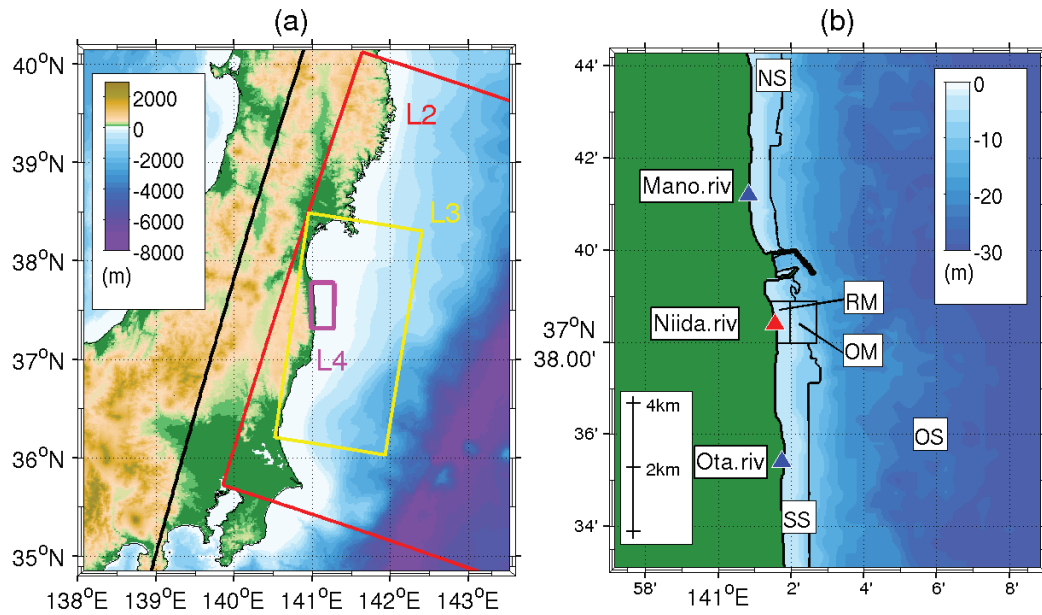 (a)
(b)
40°N
39°N
38°N
37°N
36°N
35°N
138°E
139°E
140°E
141°E
142°E
143°E
2000
0
-2000
-4000
-6000
-8000
(m)
L2
L3
L4
44'
42'
40'
37°N
38.00'
36'
34'
58'
141°E
2'
4'
6'
8'
NS
0
-10
-20
-30
(m)
Mano.riv
RM
Niida.riv
OM
4km
2km
OS
Ota.riv
SS